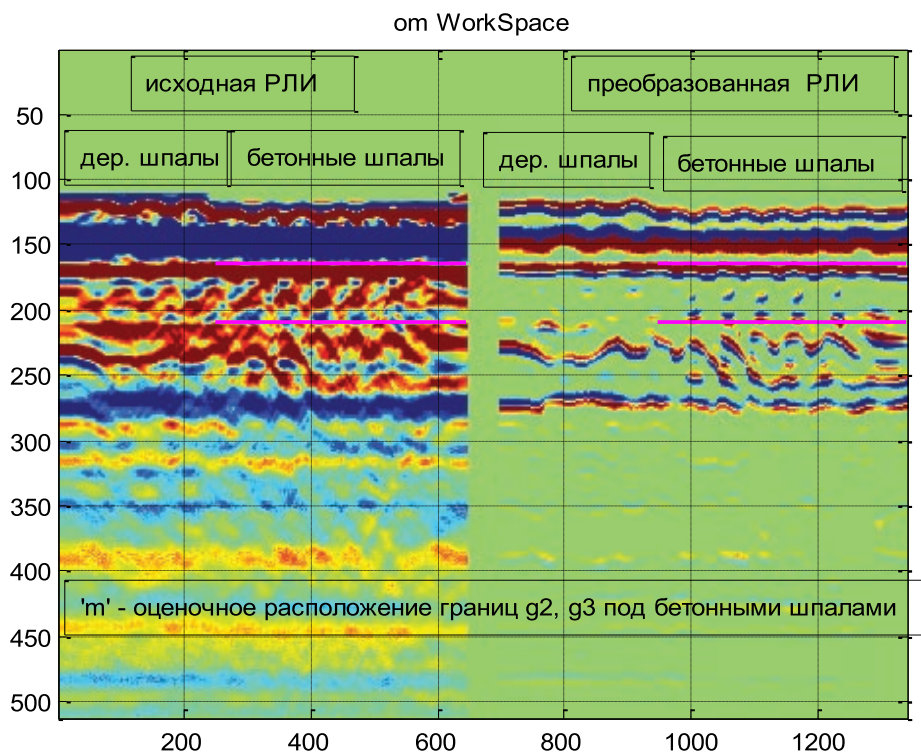 om WorkSpace
исходная РЛИ
преобразованная РЛИ
дер. шпалы
бетонные шпалы
дер. шпалы
бетонные шпалы
'm' - оценочное расположение границ g2, g3 под бетонными шпалами
50
100
150
200
250
300
350
400
450
500
200
400
600
800
1000
1200